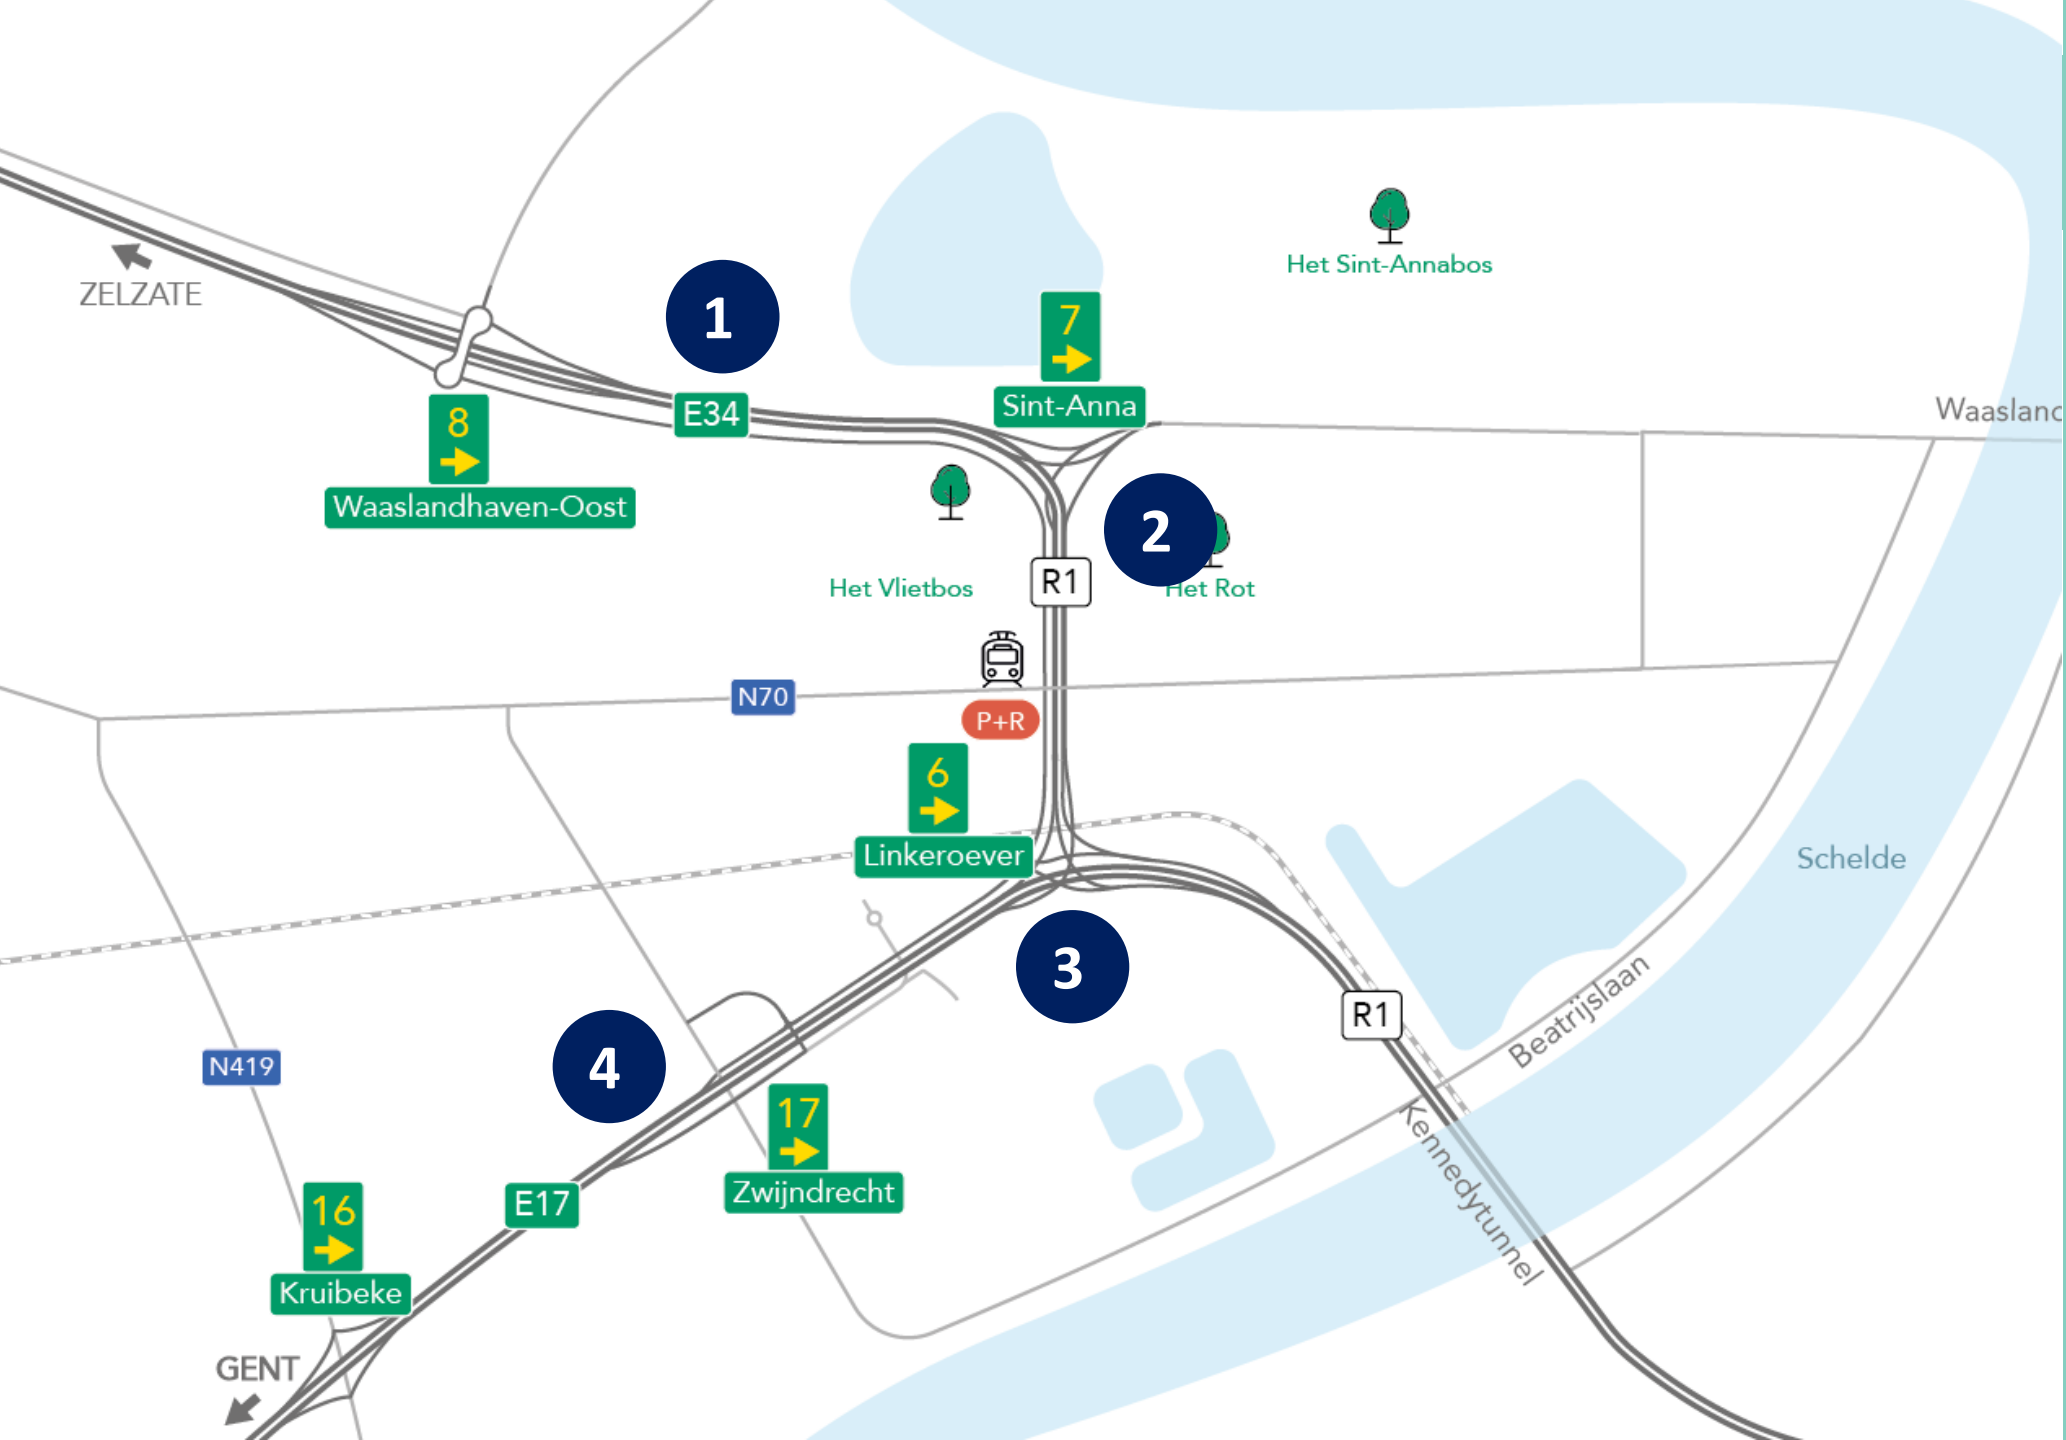 Het Sint-Annabos
ZELZATE
1
7
Sint-Anna
E34
Waasland
8
Waaslandhaven-Oost
2
R1
Het Vlietbos
Het Rot
N70
P+R
6
Linkeroever
Schelde
3
R1
Beatrijslaan
4
N419
17
Zwijndrecht
Kennedytunnel
E17
16
Kruibeke
GENT